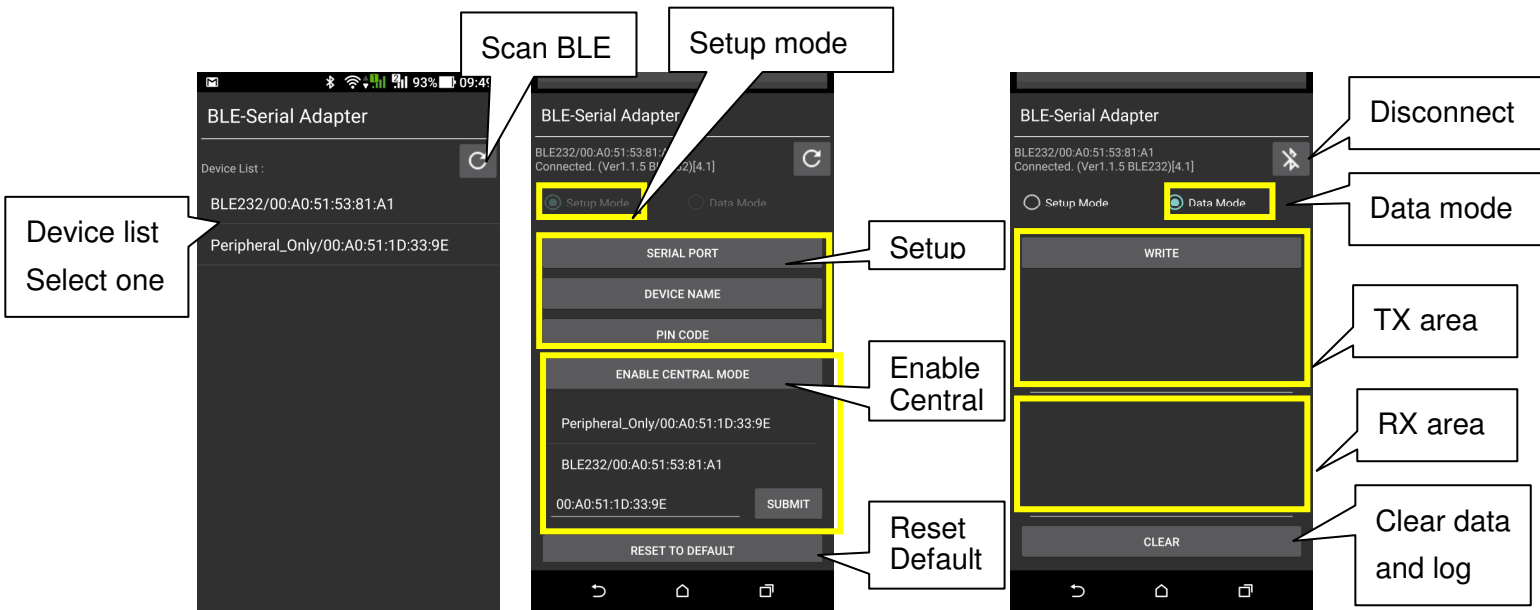 Scan BLE
Setup mode
93% 09:49
BLE-Serial Adapter
Device List :
BLE232/00:A0:51:53:81:A1
Peripheral_Only/00:A0:51:1D:33:9E
Device list
Select one
BLE-Serial Adapter
BLE232/00:A0:51:53:81:A1
Connected. (Ver1.1.5 BLE232)[4.1]
Setup Mode
Data Mode
SERIAL PORT
DEVICE NAME
PIN CODE
ENABLE CENTRAL MODE
Peripheral_Only/00:A0:51:1D:33:9E
BLE232/00:A0:51:53:81:A1
00:A0:51:1D:33:9E
SUBMIT
RESET TO DEFAULT
Setup
Enable
Central
Reset
Default
BLE-Serial Adapter
BLE232/00:A0:51:53:81:A1
Connected. (Ver1.1.5 BLE232)[4.1]
Setup Mode
Data Mode
WRITE
CLEAR
Disconnect
Data mode
TX area
RX area
Clear data
and log